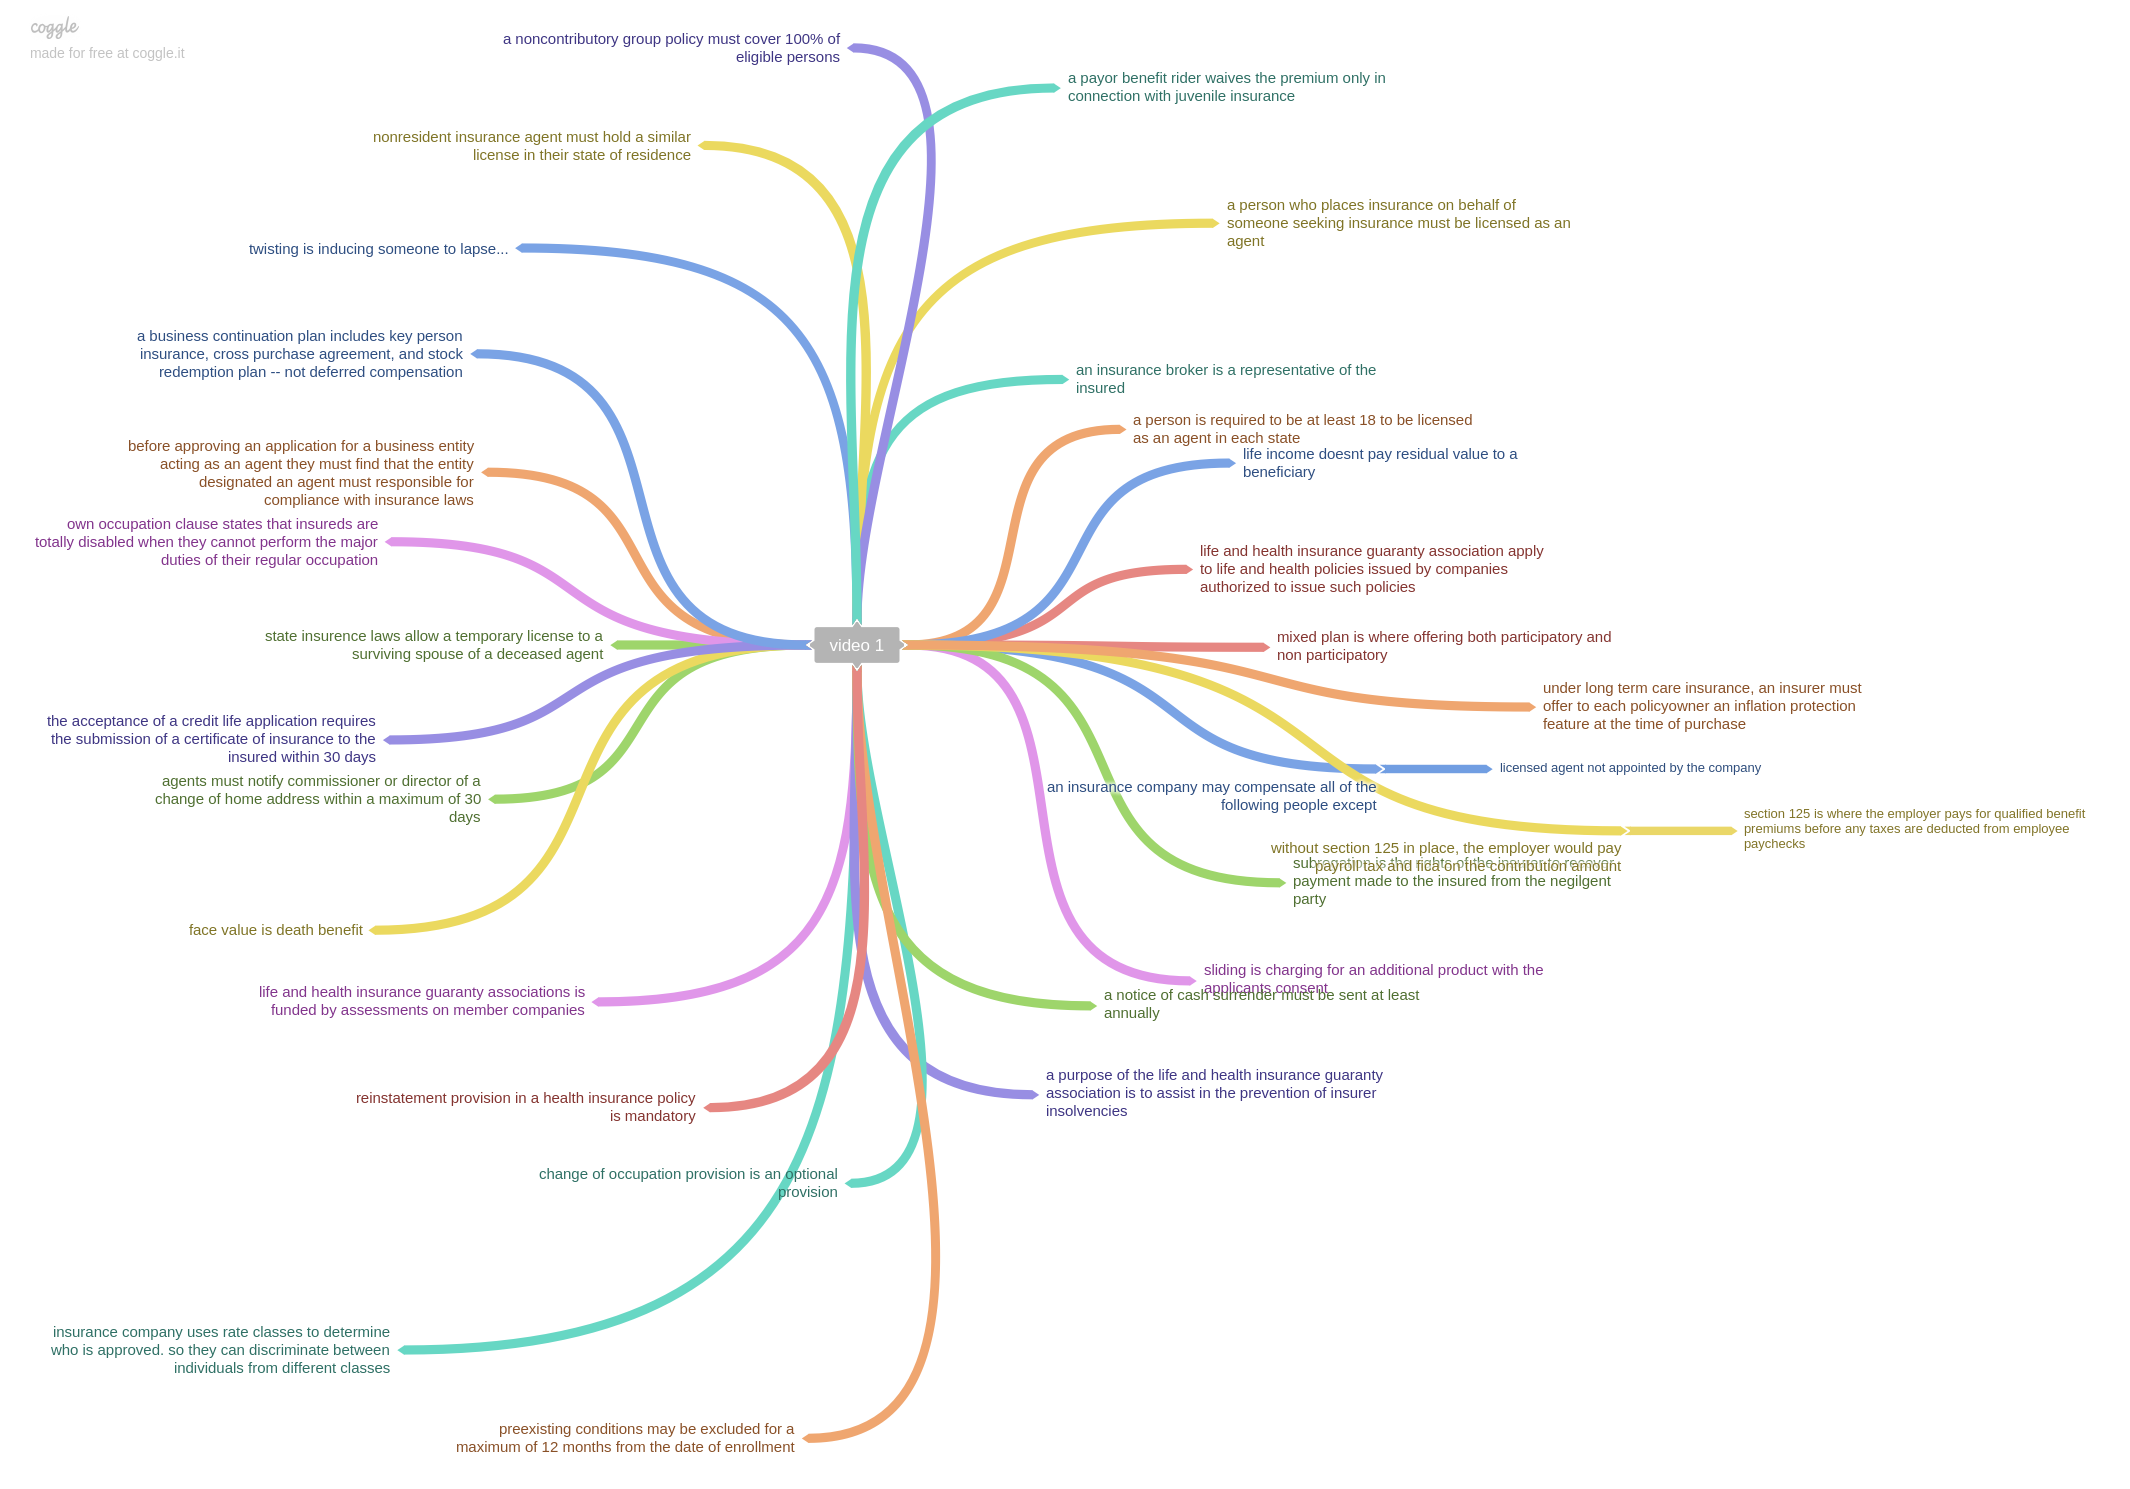 coggle
made for free at coggle.it
a noncontributory group policy must cover 100% of
eligible persons
a payor benefit rider waives the premium only in
connection with juvenile insurance
nonresident insurance agent must hold a similar
license in their state of residence
a person who places insurance on behalf of
someone seeking insurance must be licensed as an
agent
twisting is inducing someone to lapse...
a business continuation plan includes key person
insurance, cross purchase agreement, and stock
redemption plan -- not deferred compensation
an insurance broker is a representative of the
insured
a person is required to be at least 18 to be licensed
as an agent in each state
life income doesnt pay residual value to a
beneficiary
before approving an application for a business entity
acting as an agent they must find that the entity
designated an agent must responsible for
compliance with insurance laws
own occupation clause states that insureds are
totally disabled when they cannot perform the major
duties of their regular occupation
life and health insurance guaranty association apply
to life and health policies issued by companies
authorized to issue such policies
state insurence laws allow a temporary license to a
surviving spouse of a deceased agent
video 1
mixed plan is where offering both participatory and
non participatory
under long term care insurance, an insurer must
offer to each policyowner an inflation protection
feature at the time of purchase
the acceptance of a credit life application requires
the submission of a certificate of insurance to the
insured within 30 days
agents must notify commissioner or director of a
change of home address within a maximum of 30
days
an insurance company may compensate all of the
following people except
licensed agent not appointed by the company
without section 125 in place, the employer would pay
payroll tax and fica on the contribution amount
section 125 is where the employer pays for qualified benefit
premiums before any taxes are deducted from employee
paychecks
subrogation is the rights of the insurer to recover
payment made to the insured from the negilgent
party
face value is death benefit
sliding is charging for an additional product with the
applicants consent
life and health insurance guaranty associations is
funded by assessments on member companies
a notice of cash surrender must be sent at least
annually
a purpose of the life and health insurance guaranty
association is to assist in the prevention of insurer
insolvencies
reinstatement provision in a health insurance policy
is mandatory
change of occupation provision is an optional
provision
insurance company uses rate classes to determine
who is approved. so they can discriminate between
individuals from different classes
preexisting conditions may be excluded for a
maximum of 12 months from the date of enrollment